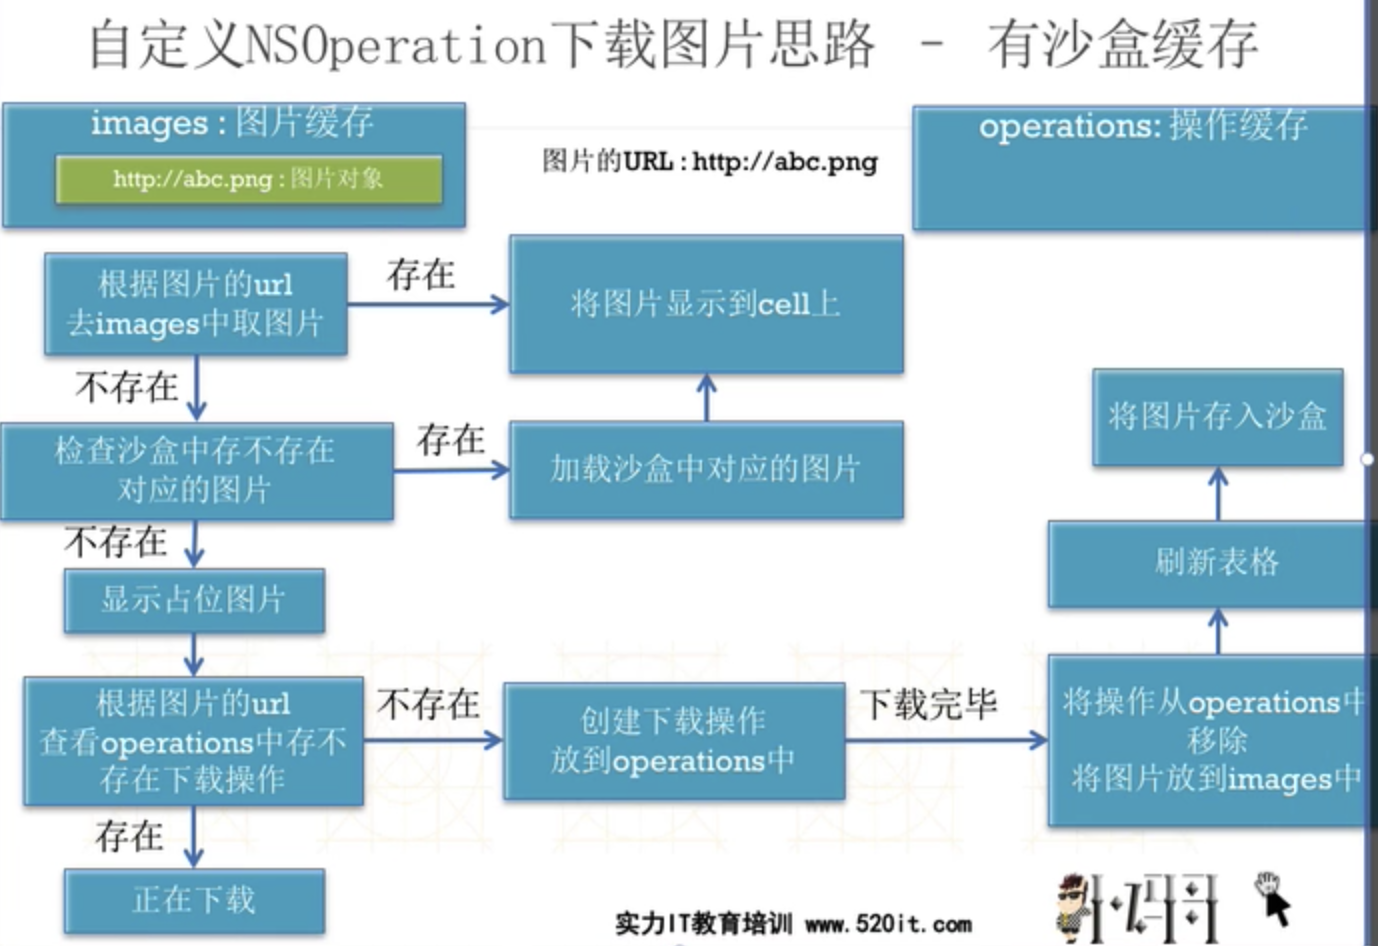 自定义NSOperation下载图片思路 - 有沙盒缓存
images : 图片缓存
http://abc.png : 图片对象
图片的URL : http://abc.png
operations: 操作缓存
根据图片的url
去images中取图片
存在
将图片显示到cell上
不存在
检查沙盒中存不存在
对应的图片
存在
加载沙盒中对应的图片
将图片存入沙盒
不存在
显示占位图片
刷新表格
根据图片的url
查看operations中存不
存在下载操作
不存在
创建下载操作
放到operations中
下载完毕
将操作从operations中
移除
将图片放到images中
存在
正在下载
小码哥
实力IT教育培训 www.520it.com